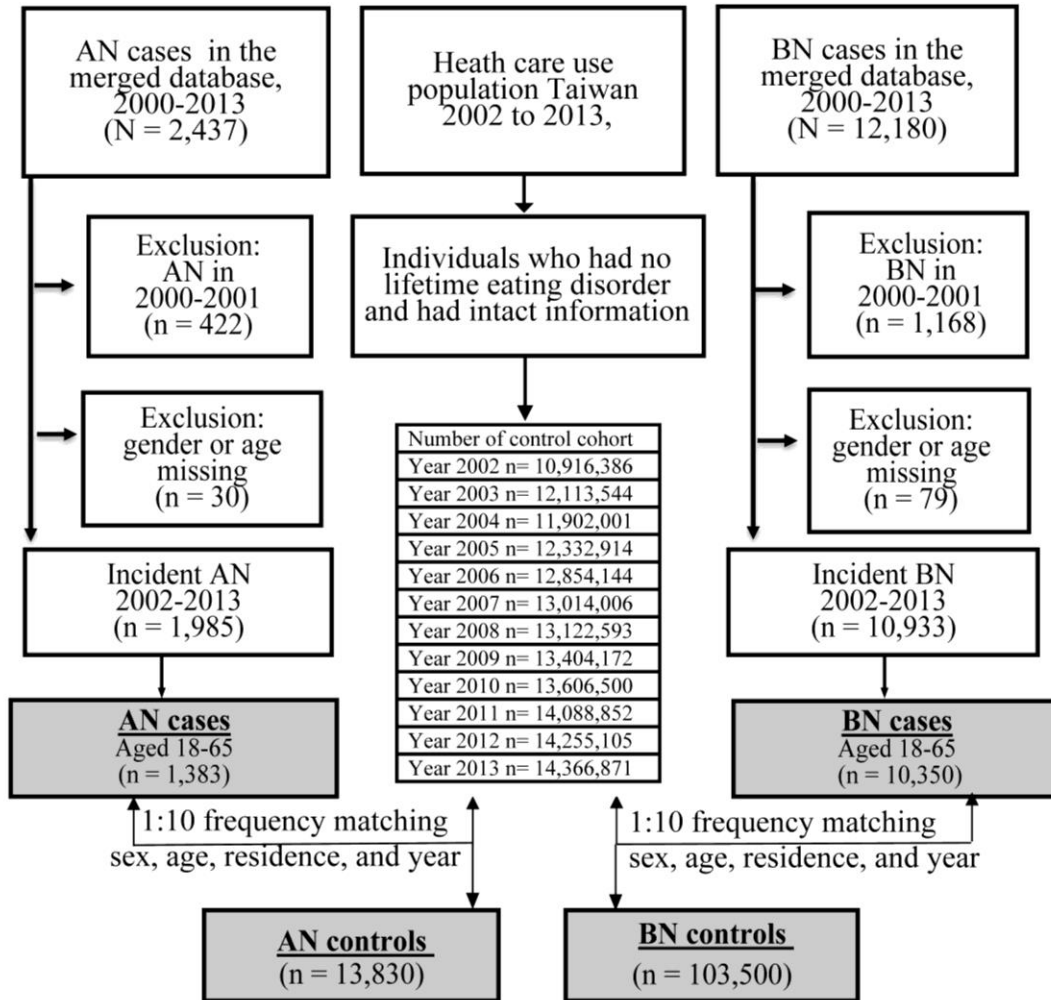 AN cases in the
merged database,
2000-2013
(N = 2,437)
Exclusion:
AN in
2000-2001
(n = 422)
Exclusion:
gender or age
missing
(n = 30)
Incident AN
2002-2013
(n = 1,985)
AN cases
Aged 18-65
(n = 1,383)
Heath care use
population Taiwan
2002 to 2013,
Individuals who had no
lifetime eating disorder
and had intact information
Number of control cohort
Year 2002 n= 10,916,386
Year 2003 n= 12,113,544
Year 2004 n= 11,902,001
Year 2005 n= 12,332,914
Year 2006 n= 12,854,144
Year 2007 n= 13,014,006
Year 2008 n= 13,122,593
Year 2009 n= 13,404,172
Year 2010 n= 13,606,500
Year 2011 n= 14,088,852
Year 2012 n= 14,255,105
Year 2013 n= 14,366,871
BN cases in the
merged database,
2000-2013
(N = 12,180)
Exclusion:
BN in
2000-2001
(n = 1,168)
Exclusion:
gender or age
missing
(n = 79)
Incident BN
2002-2013
(n = 10,933)
BN cases
Aged 18-65
(n = 10,350)
1:10 frequency matching
sex, age, residence, and year
1:10 frequency matching
sex, age, residence, and year
AN controls
(n = 13,830)
BN controls
(n = 103,500)